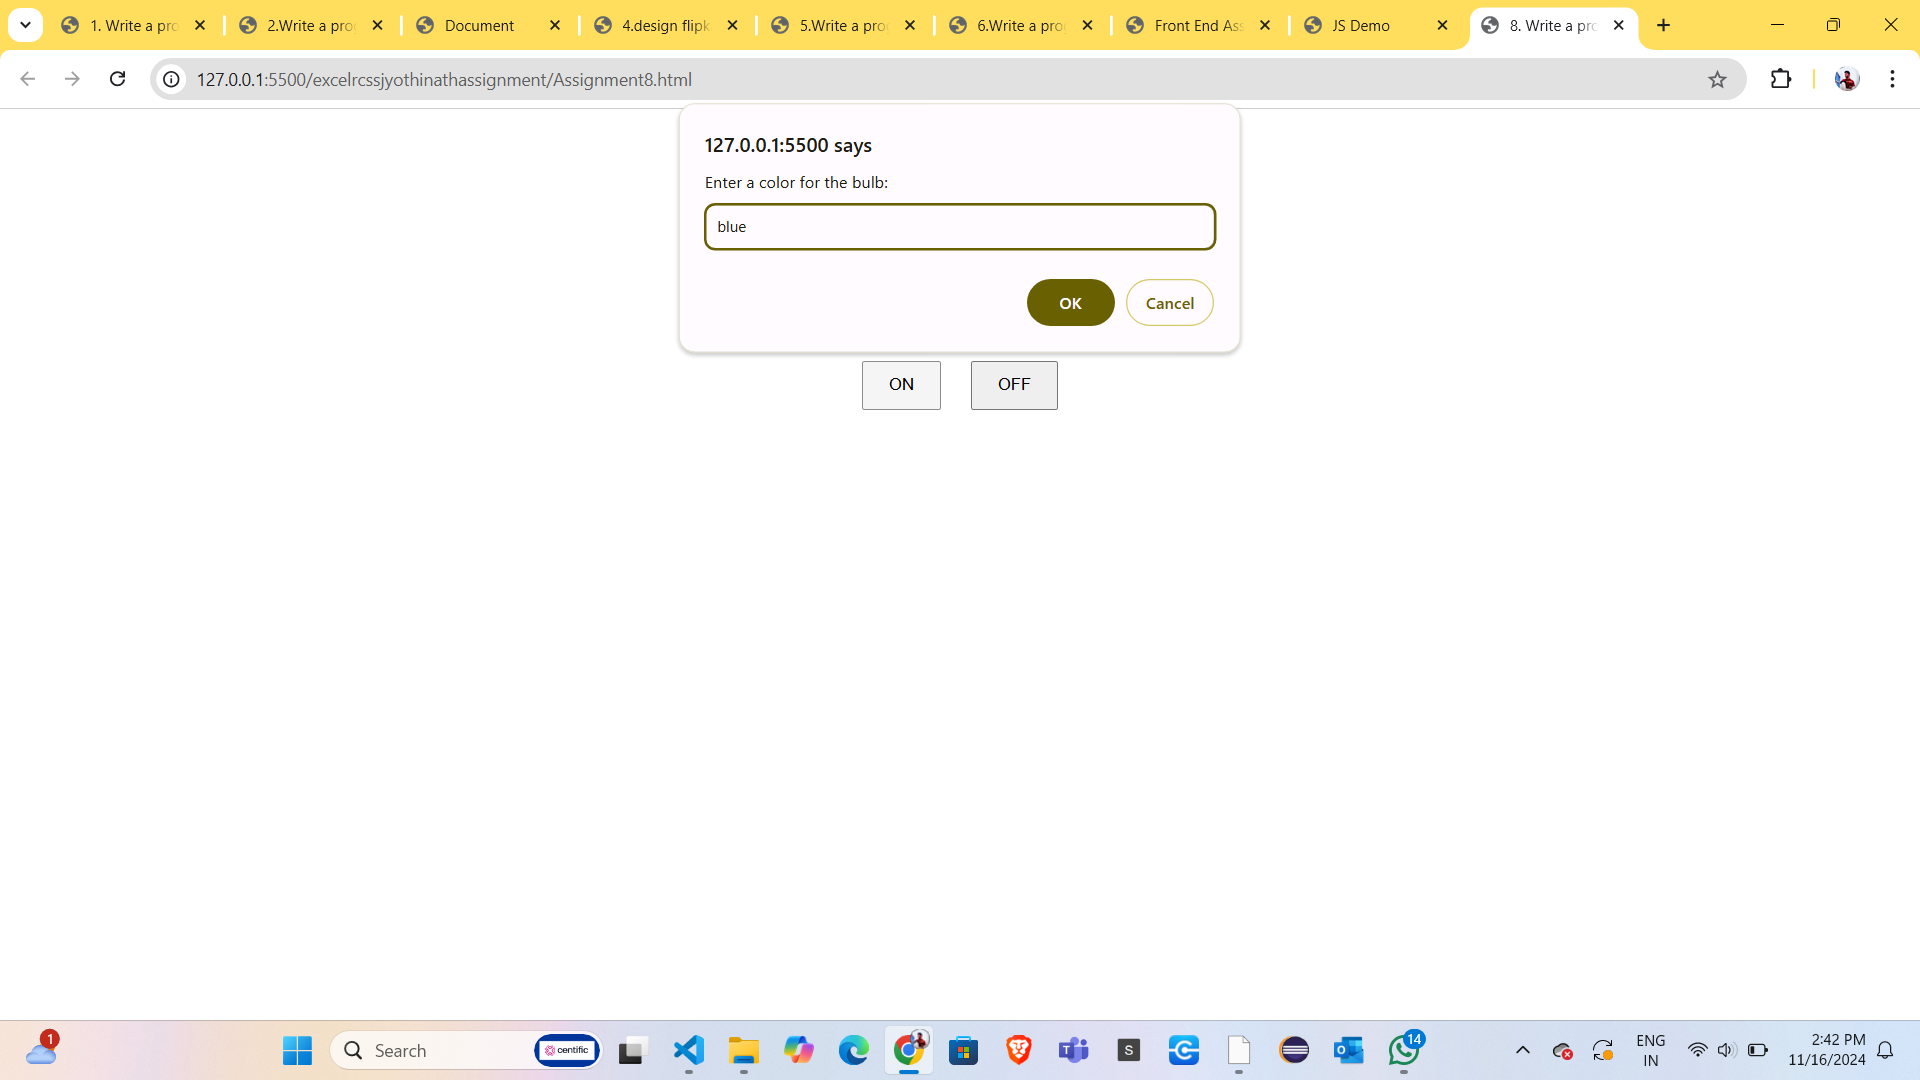 1. Write a pro
2.Write a prog
Document
4.design flipk
5.Write a prog
6.Write a prog
Front End Ass
JS Demo
8. Write a pro
127.0.0.1:5500/excelrcssjyothinathassignment/Assignment8.html
127.0.0.1:5500 says
Enter a color for the bulb:
blue
OK
Cancel
ON
OFF
1
Search
centific
T
S
14
ENG
IN
2:42 PM
11/16/2024